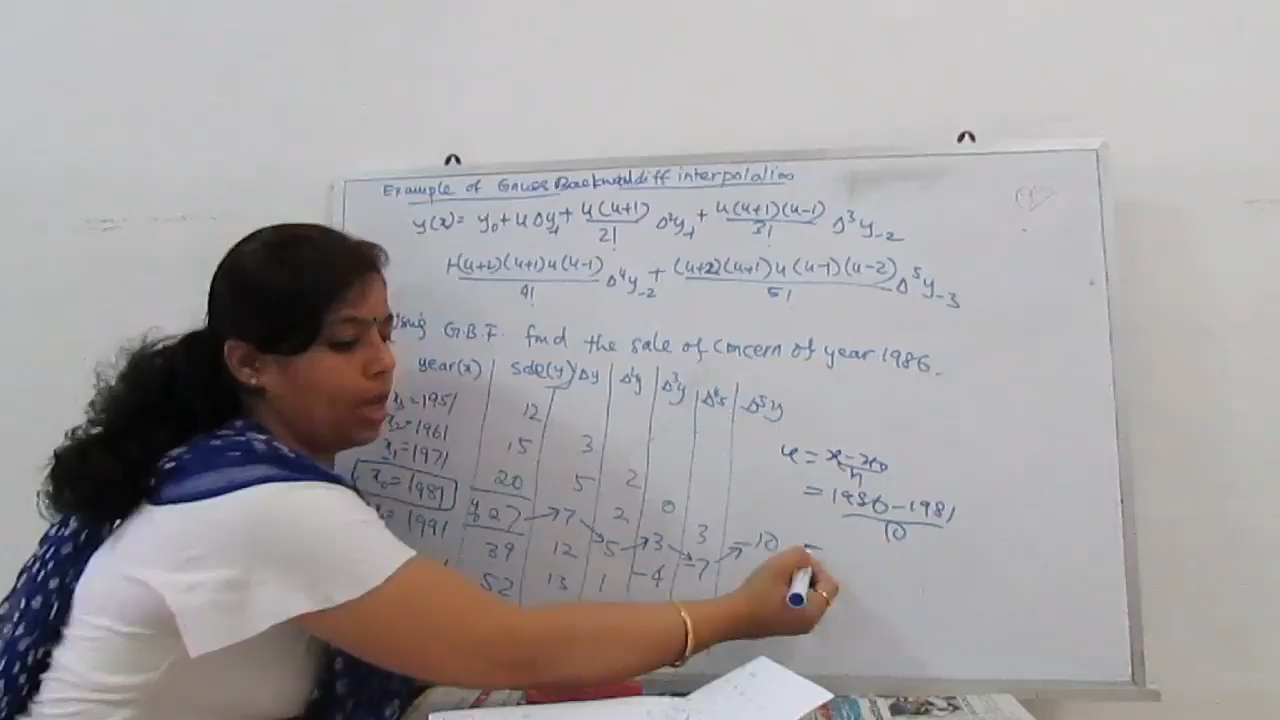 Example of Gauss Backward diff interpolation
y(x) = y₀ + u Δy₋₁ + u(u+1)/2! Δ²y₋₁ + u(u+1)(u-1)/3! Δ³y₋₂
+(u+2)(u+1)u(u-1)/4! Δ⁴y₋₂ + (u+2)(u+1)u(u-1)(u-2)/5! Δ⁵y₋₃
G.B.F. find the sale of concern of year 1986.
year(x) sale(y) Δy Δ²y Δ³y Δ⁴y Δ⁵y
=1951 12
=1961 15 3
=1971 20 5 2
x₀ = 1981 y₀ 27 7 2 0
= 1991 39 12 5 3 3 -10
52 13 1 -4 -7
u = x-x₀/h
= 1986-1981/10
=